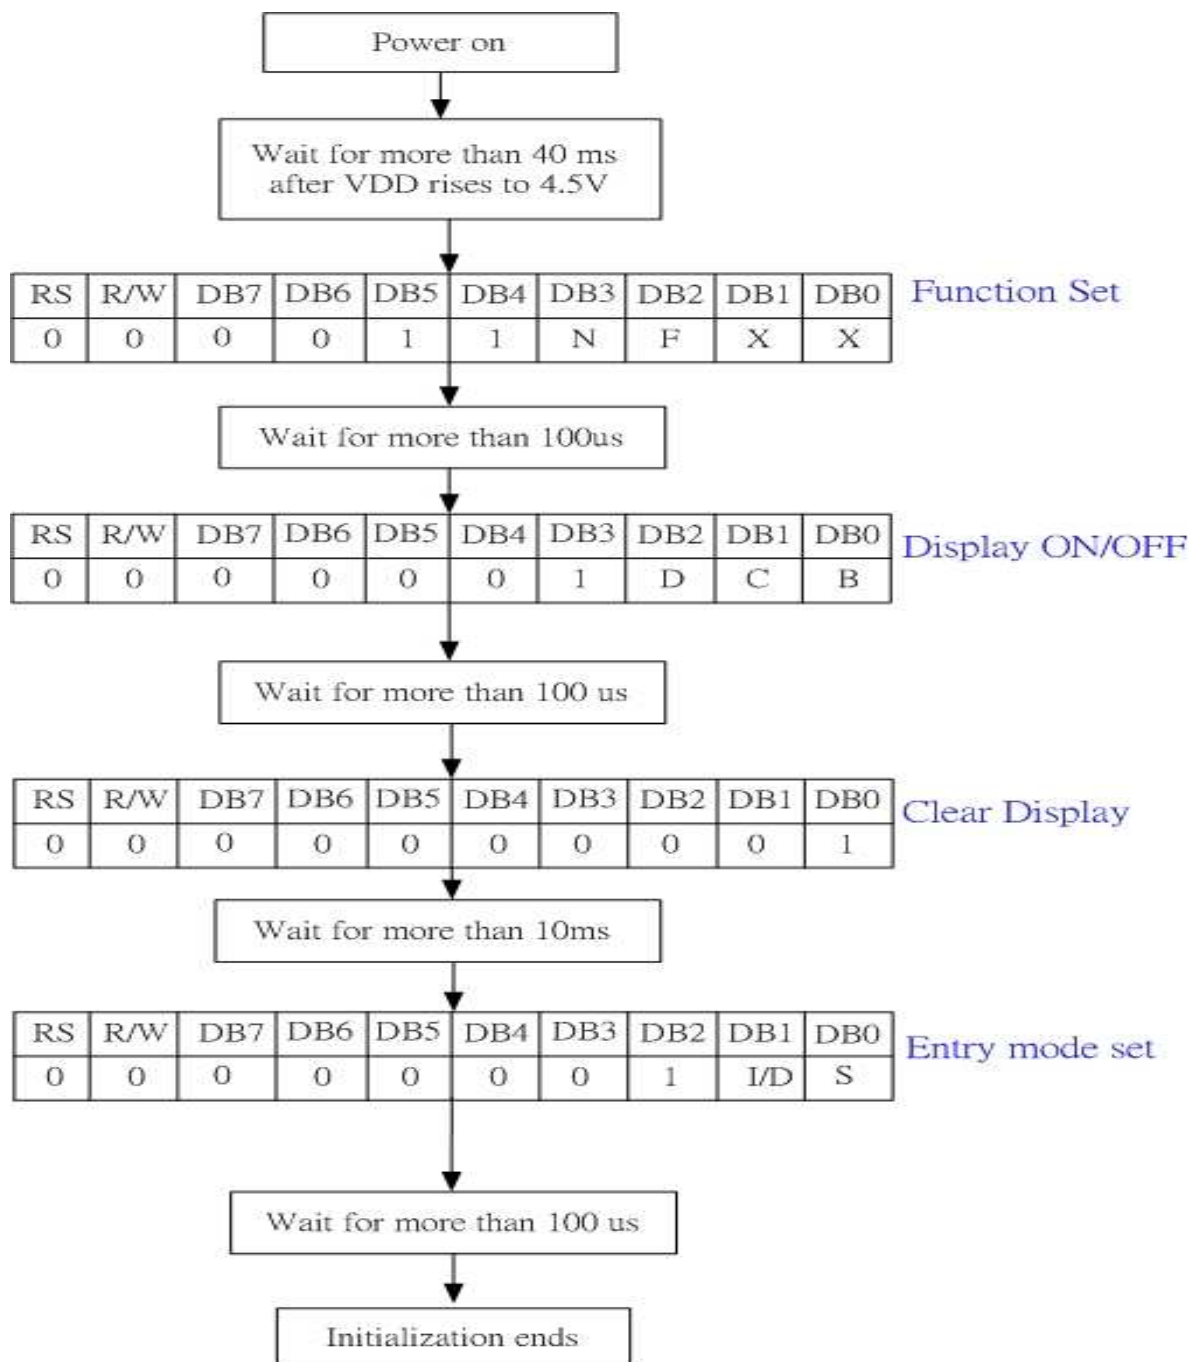 Power on
Wait for more than 40 ms
after VDD rises to 4.5V
RS R/W DB7 DB6 DB5 DB4 DB3 DB2 DB1 DB0
Function Set
0 0 0 0 1 1 N F X X
Wait for more than 100us
RS R/W DB7 DB6 DB5 DB4 DB3 DB2 DB1 DB0
Display ON/OFF
0 0 0 0 0 0 1 D C B
Wait for more than 100 us
RS R/W DB7 DB6 DB5 DB4 DB3 DB2 DB1 DB0
Clear Display
0 0 0 0 0 0 0 0 0 1
Wait for more than 10ms
RS R/W DB7 DB6 DB5 DB4 DB3 DB2 DB1 DB0
Entry mode set
0 0 0 0 0 0 0 1 I/D S
Wait for more than 100 us
Initialization ends